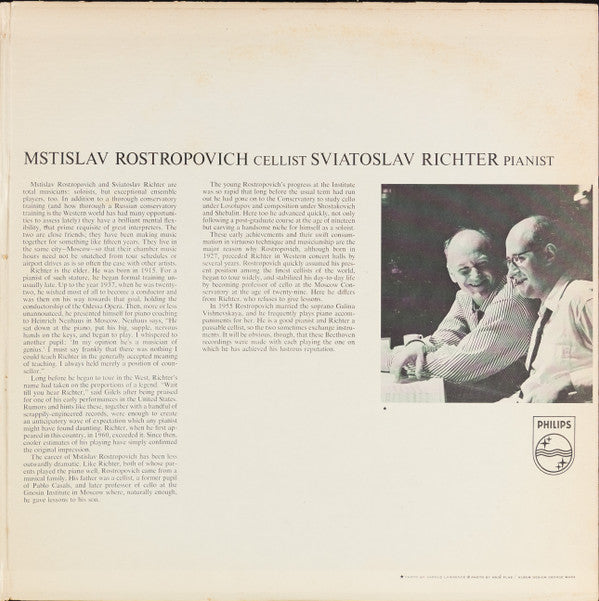 MSTISLAV ROSTROPOVICH CELLIST SVIATOSLAV RICHTER PIANIST
Mstislav Rostropovich and Sviatoslav Richter are
total musicians: soloists, but exceptional ensemble
players, too. In addition to a thorough conservatory
training (and how thorough a Russian conservatory
training is the Western world has had many opportuni-
ties to assess lately) they have a brilliant mental flex-
ibility, that prime requisite of great interpreters. The
two are close friends; they have been making music
together for something like fifteen years. They live in
the same city—Moscow—so that their chamber music
hours need not be snatched from tour schedules or
airport drives as is so often the case with other artists.
Richter is the elder. He was born in 1915. For a
pianist of such stature, he began formal training un-
usually late. Up to the year 1937, when he was twenty-
two, he wished most of all to become a conductor and
was then on his way towards that goal, holding the
conductorship of the Odessa Opera. Then, more or less
unannounced, he presented himself for piano coaching
to Heinrich Neuhaus in Moscow. Neuhaus says, "He
sat down at the piano, put his big, supple, nervous
hands on the keys, and began to play. I whispered to
another pupil: 'In my opinion he's a musician of
genius.' I must say frankly that there was nothing I
could teach Richter in the generally accepted meaning
of teaching. I always held merely a position of coun-
sellor."
Long before he began to tour in the West, Richter's
name had taken on the proportions of a legend. "Wait
till you hear Richter," said Gilels after being praised
for one of his early performances in the United States.
Rumors and hints like these, together with a handful of
scrappily-engineered records, were enough to create
an anticipatory wave of expectation which any pianist
might have found daunting. Richter, when he first ap-
peared in this country, in 1960, exceeded it. Since then,
cooler estimates of his playing have simply confirmed
the original impression.
The career of Mstislav Rostropovich has been less
outwardly dramatic. Like Richter, both of whose par-
ents played the piano well, Rostropovich came from a
musical family. His father was a cellist, a former pupil
of Pablo Casals, and later professor of cello at the
Gnesin Institute in Moscow where, naturally enough,
he gave lessons to his son.
The young Rostropovich's progress at the Institute
was so rapid that long before the usual term had run
out he had gone on to the Conservatory to study cello
under Kosolupov and composition under Shostakovich
and Shebalin. Here too he advanced quickly, not only
following a post-graduate course at the age of nineteen
but carving a handsome niche for himself as a soloist.
These early achievements and their swift consum-
mation in virtuoso technique and musicianship are the
major reason why Rostropovich, although born in
1927, preceded Richter in Western concert halls by
several years. Rostropovich quickly assumed his pres-
ent position among the finest cellists of the world,
began to tour widely, and stabilized his day-to-day life
by becoming professor of cello at the Moscow Con-
servatory at the age of twenty-nine. Here he differs
from Richter, who refuses to give lessons.
In 1955 Rostropovich married the soprano Galina
Vishnevskaya, and he frequently plays piano accom-
paniments for her. He is a good pianist and Richter a
passable cellist, so the two sometimes exchange instru-
ments. It will be obvious, though, that these Beethoven
recordings were made with each playing the one on
which he has achieved his lustrous reputation.
PHILIPS